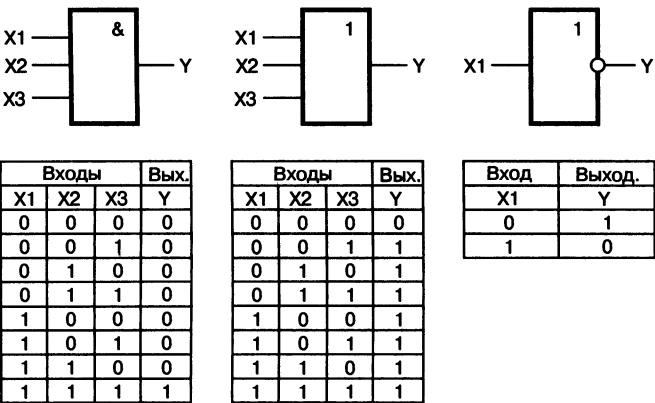 & 1 1
X1 X1
X2 Y X2 Y X1 Y
X3 X3
Входы Вых. Входы Вых. Вход Выход.
X1 X2 X3 Y X1 X2 X3 Y X1 Y
0 0 0 0 0 0 0 0 0 1
0 0 1 0 0 0 1 1 1 0
0 1 0 0 0 1 0 1
0 1 1 0 0 1 1 1
1 0 0 0 1 0 0 1
1 0 1 0 1 0 1 1
1 1 0 0 1 1 0 1
1 1 1 1 1 1 1 1